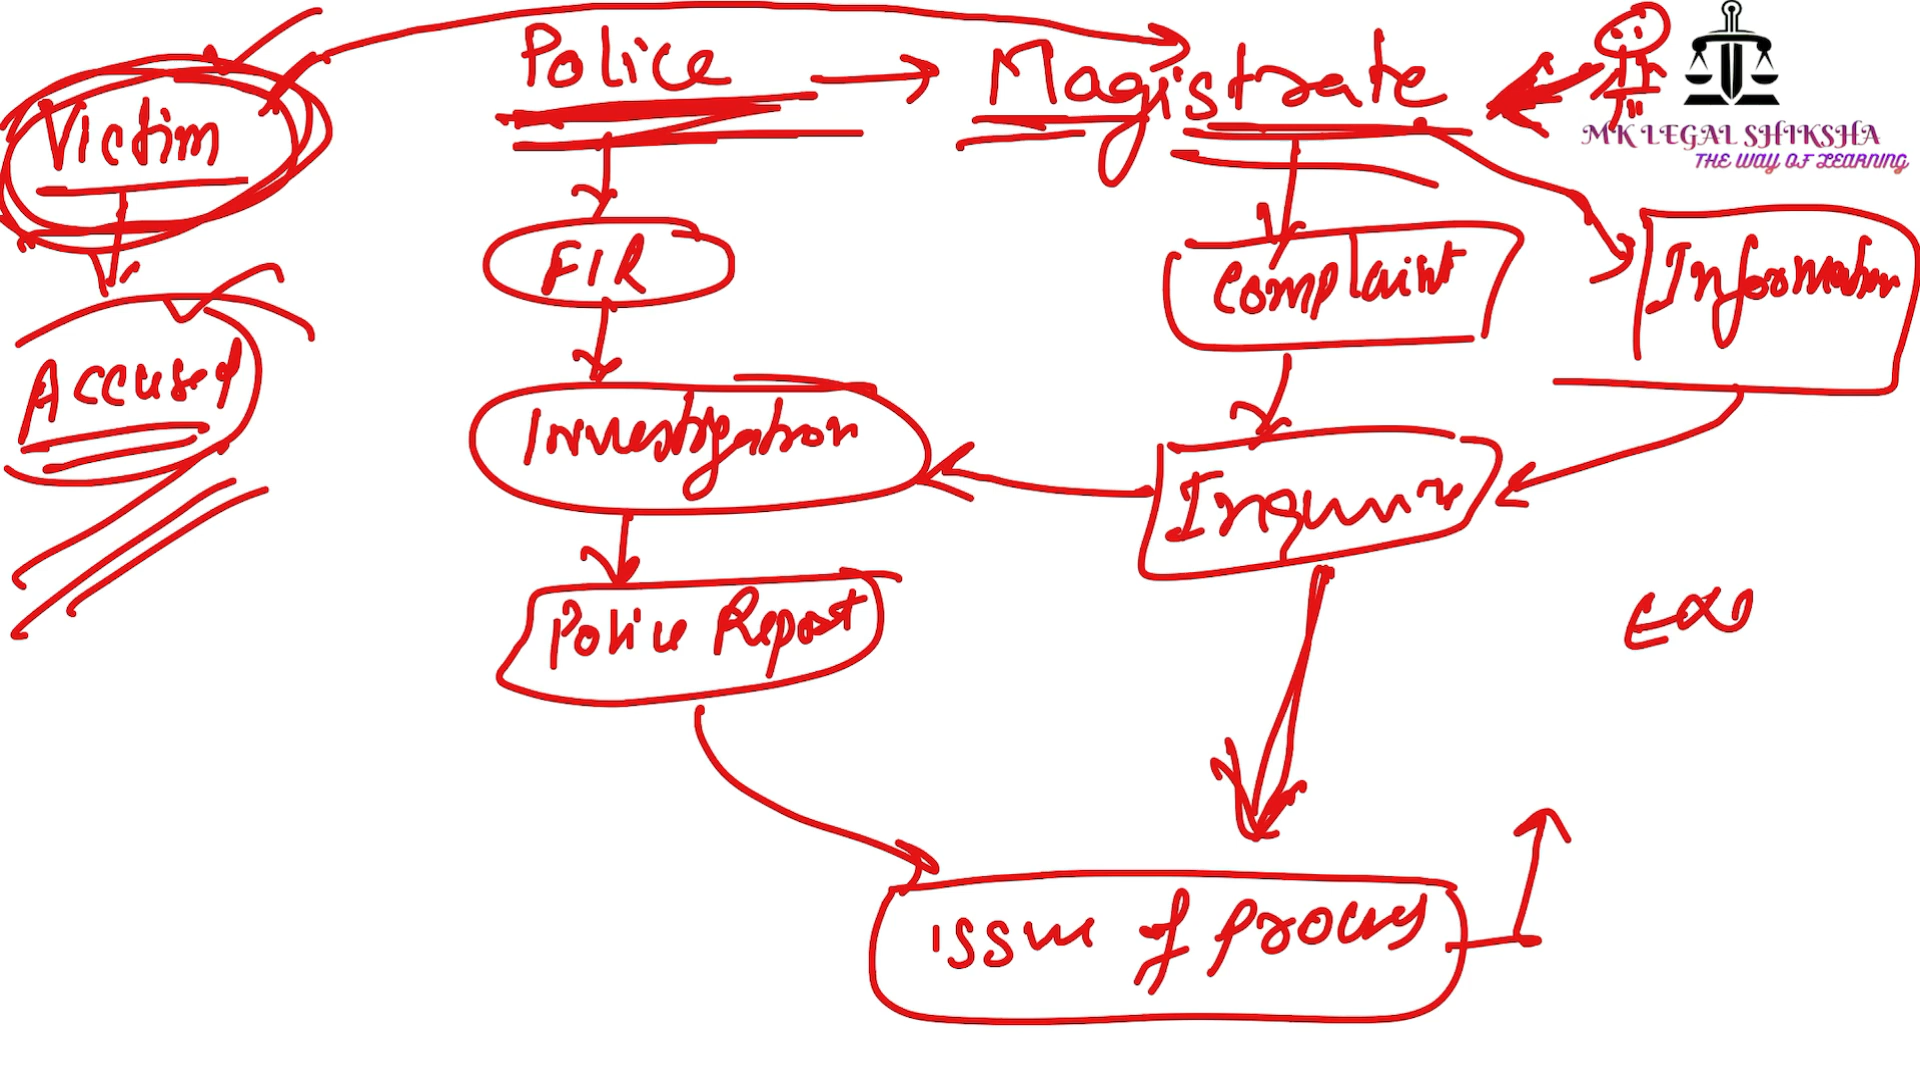 Police
Magistrate
Victim
MK LEGAL SHIKSHA
THE WAY OF LEARNING
FIR
Complaint
Information
Accused
Investigation
Police Report
issue of process